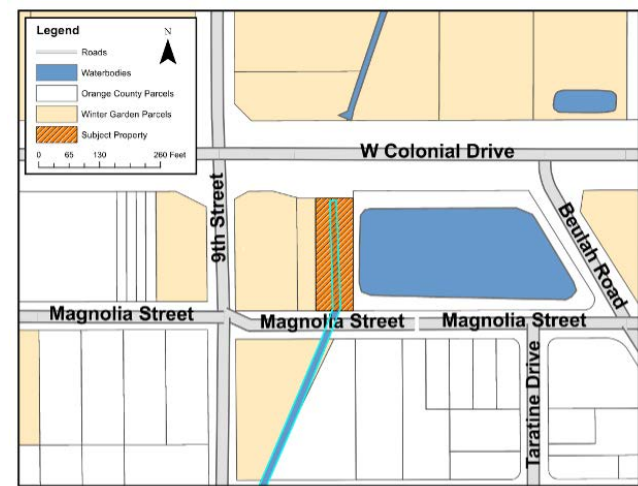 Legend
N
Roads
Waterbodies
Orange County Parcels
Winter Garden Parcels
Subject Property
0 65 130 260 Feet
W Colonial Drive
9th Street
Beulah Road
Magnolia Street
Magnolia Street
Magnolia Street
Taratine Drive